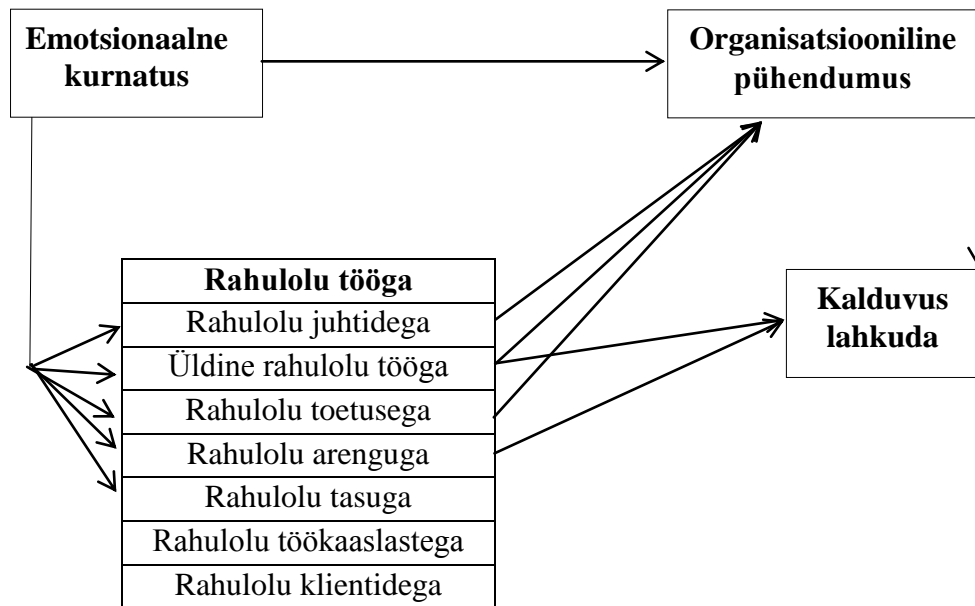 Emotsionaalne
kurnatus
Organisatsiooniline
pühendumus
Rahulolu tööga
Rahulolu juhtidega
Üldine rahulolu tööga
Rahulolu toetusega
Rahulolu arenguga
Rahulolu tasuga
Rahulolu töökaaslastega
Rahulolu klientidega
Kalduvus
lahkuda